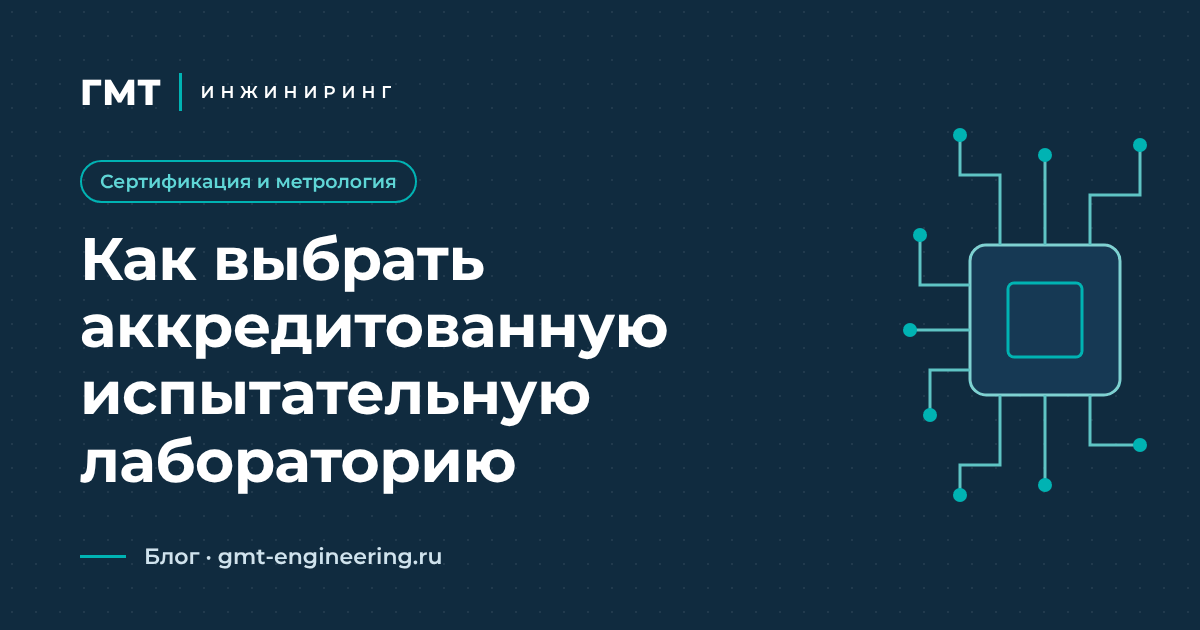 ГМТ ИНЖИНИРИНГ
Сертификация и метрология
Как выбрать
аккредитованную
испытательную
лабораторию
Блог · gmt-engineering.ru